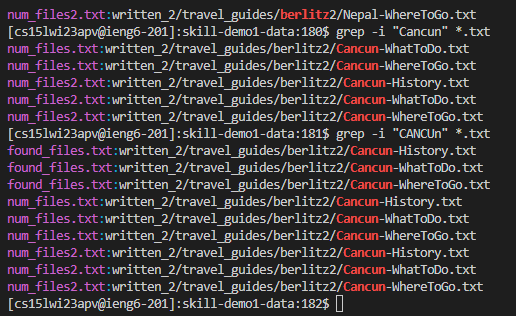 num_files2.txt:written_2/travel_guides/berlitz2/Nepal-WhereToGo.txt
[cs15lwi23apv@ieng6-201]:skill-demo1-data:180$ grep -i "Cancun" *.txt
num_files.txt:written_2/travel_guides/berlitz2/Cancun-WhatToDo.txt
num_files.txt:written_2/travel_guides/berlitz2/Cancun-WhereToGo.txt
num_files2.txt:written_2/travel_guides/berlitz2/Cancun-History.txt
num_files2.txt:written_2/travel_guides/berlitz2/Cancun-WhatToDo.txt
num_files2.txt:written_2/travel_guides/berlitz2/Cancun-WhereToGo.txt
[cs15lwi23apv@ieng6-201]:skill-demo1-data:181$ grep -i "CANCUn" *.txt
found_files.txt:written_2/travel_guides/berlitz2/Cancun-History.txt
found_files.txt:written_2/travel_guides/berlitz2/Cancun-WhatToDo.txt
found_files.txt:written_2/travel_guides/berlitz2/Cancun-WhereToGo.txt
num_files.txt:written_2/travel_guides/berlitz2/Cancun-History.txt
num_files.txt:written_2/travel_guides/berlitz2/Cancun-WhatToDo.txt
num_files.txt:written_2/travel_guides/berlitz2/Cancun-WhereToGo.txt
num_files2.txt:written_2/travel_guides/berlitz2/Cancun-History.txt
num_files2.txt:written_2/travel_guides/berlitz2/Cancun-WhatToDo.txt
num_files2.txt:written_2/travel_guides/berlitz2/Cancun-WhereToGo.txt
[cs15lwi23apv@ieng6-201]:skill-demo1-data:182$